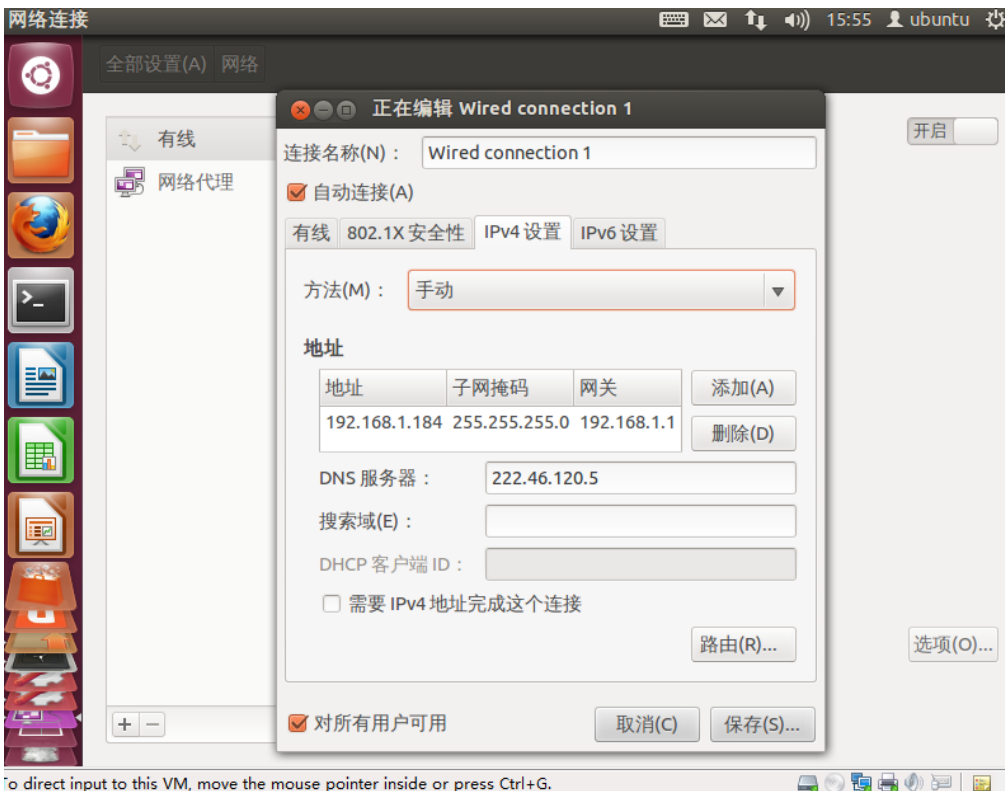 网络连接
15:55 ubuntu
全部设置(A) 网络
正在编辑 Wired connection 1
有线
网络代理
开启
连接名称(N)： Wired connection 1
自动连接(A)
有线 802.1X 安全性 IPv4 设置 IPv6 设置
方法(M)： 手动
地址
地址 子网掩码 网关 添加(A)
192.168.1.184 255.255.255.0 192.168.1.1
删除(D)
DNS 服务器： 222.46.120.5
搜索域(E)：
DHCP 客户端 ID：
需要 IPv4 地址完成这个连接
路由(R)... 选项(O)...
对所有用户可用 取消(C) 保存(S)...
To direct input to this VM, move the mouse pointer inside or press Ctrl+G.